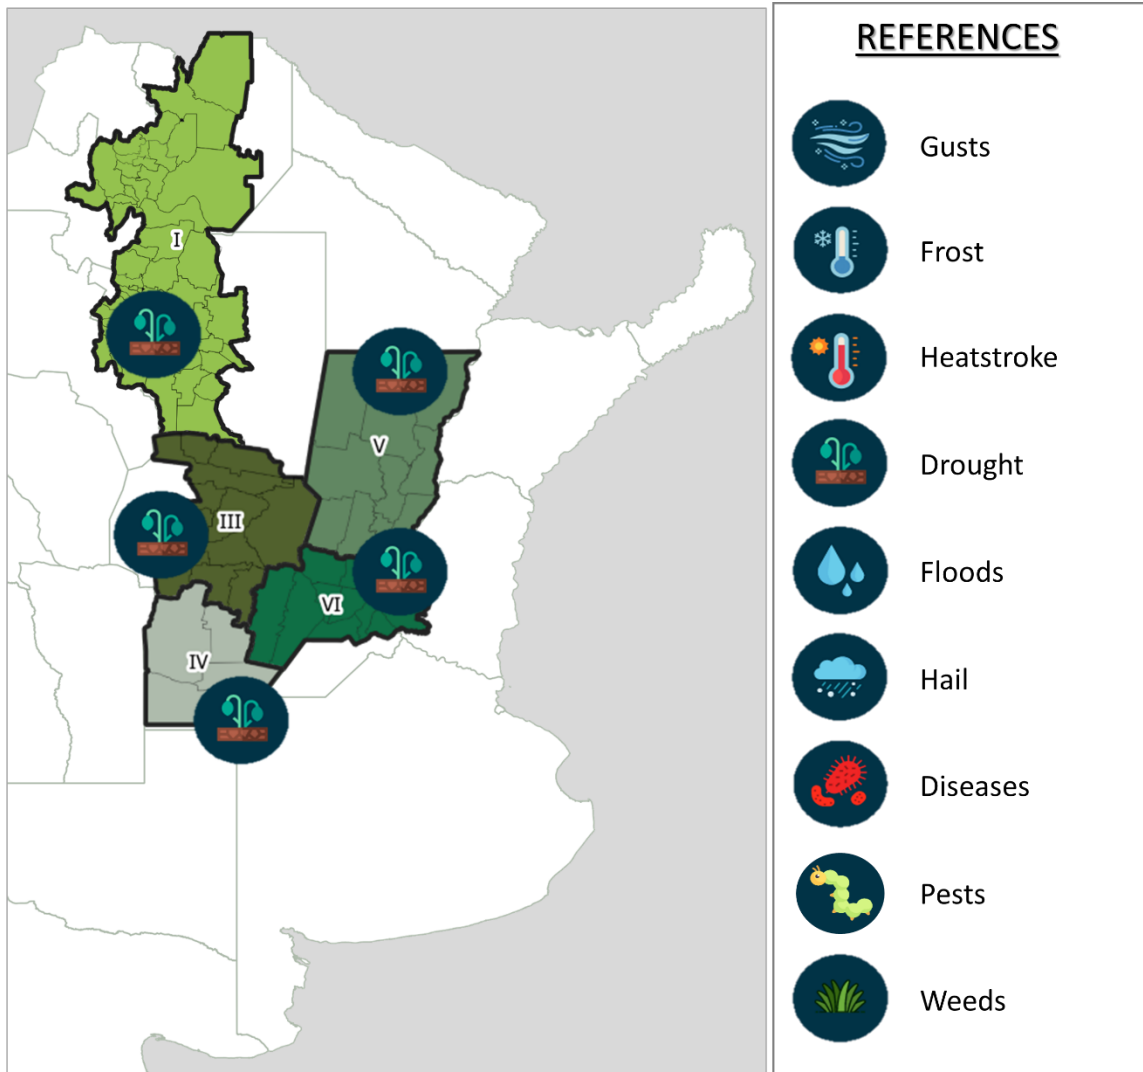 REFERENCES
Gusts
Frost
Heatstroke
Drought
Floods
Hail
Diseases
Pests
Weeds
I
V
III
VI
IV